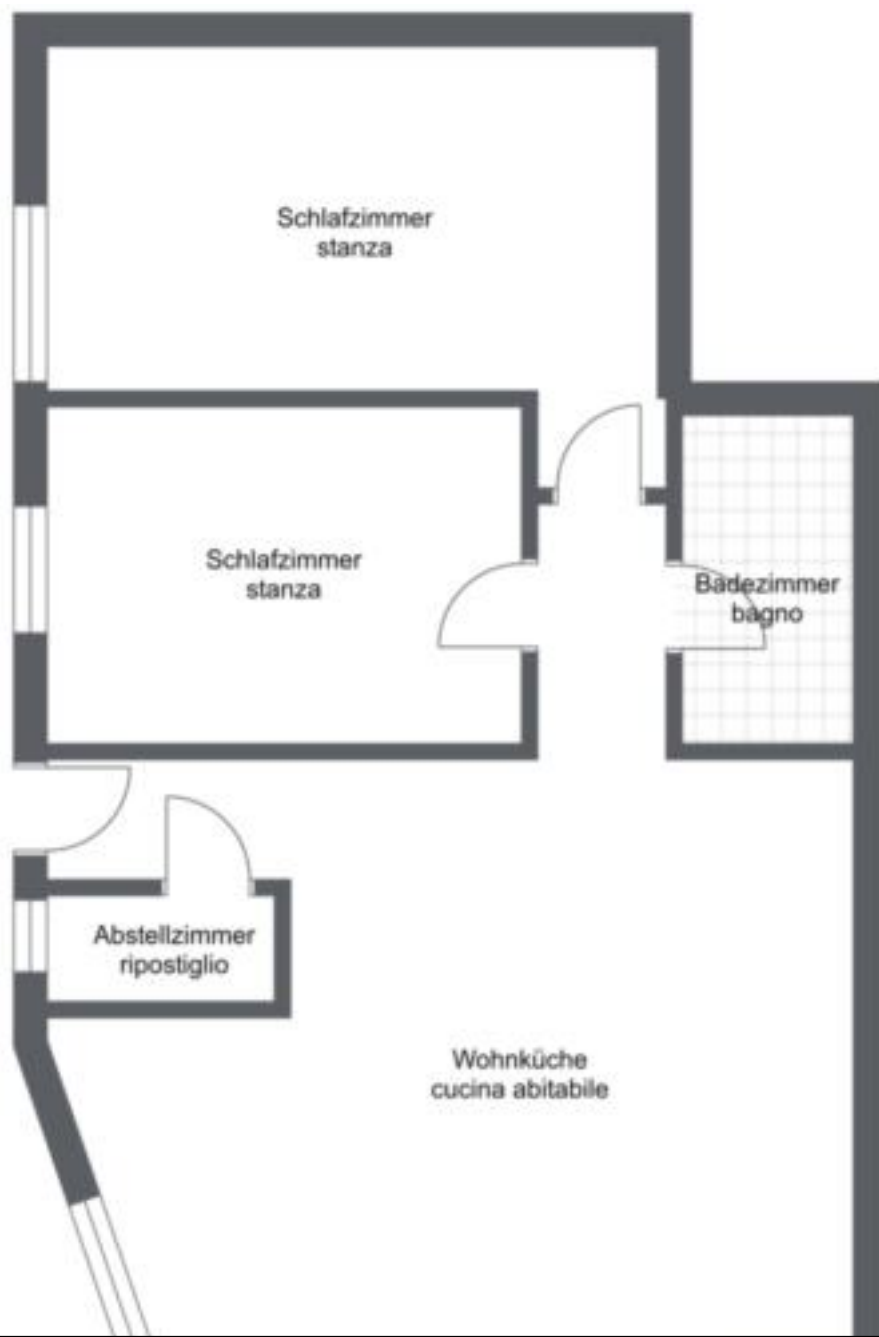 Schlafzimmer
stanza
Schlafzimmer
stanza
Badezimmer
bagno
Abstellzimmer
ripostiglio
Wohnküche
cucina abitabile